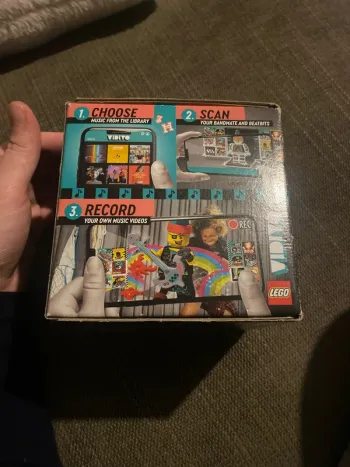 1. CHOOSE
MUSIC FROM THE LIBRARY
VIDIYO
2. SCAN
YOUR BANDMATE AND BEATBITS
3. RECORD
YOUR OWN MUSIC VIDEOS
REC
VIDIYO
LEGO